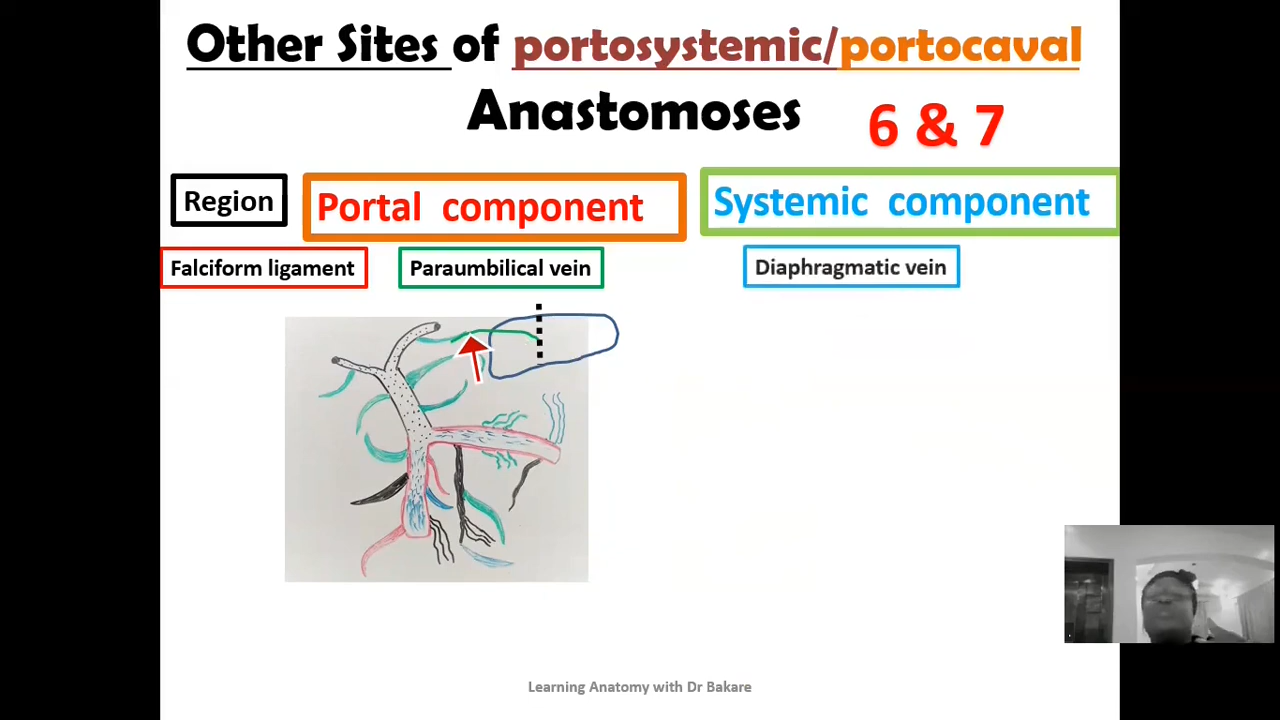 Other Sites of portosystemic/portocaval
Anastomoses 6 & 7
Region Portal component Systemic component
Falciform ligament Paraumbilical vein Diaphragmatic vein
Learning Anatomy with Dr Bakare